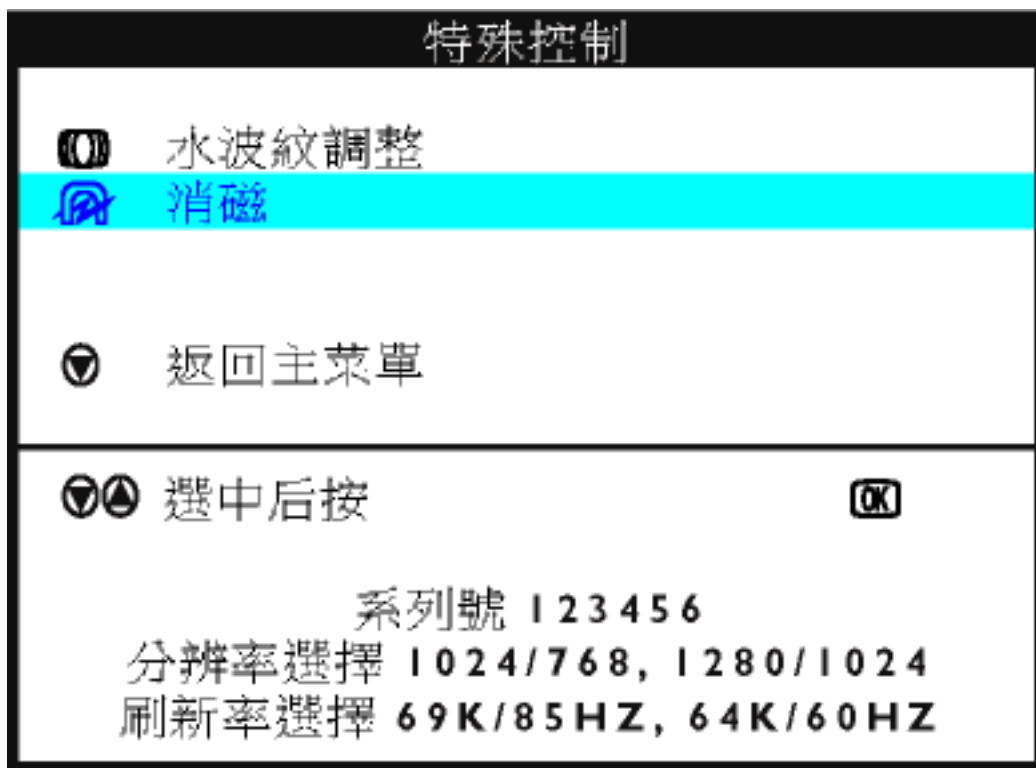 特殊控制
水波紋調整
消磁
返回主菜單
選中后按 OK
系列號 123456
分辨率選擇 1024/768, 1280/1024
刷新率選擇 69K/85HZ, 64K/60HZ